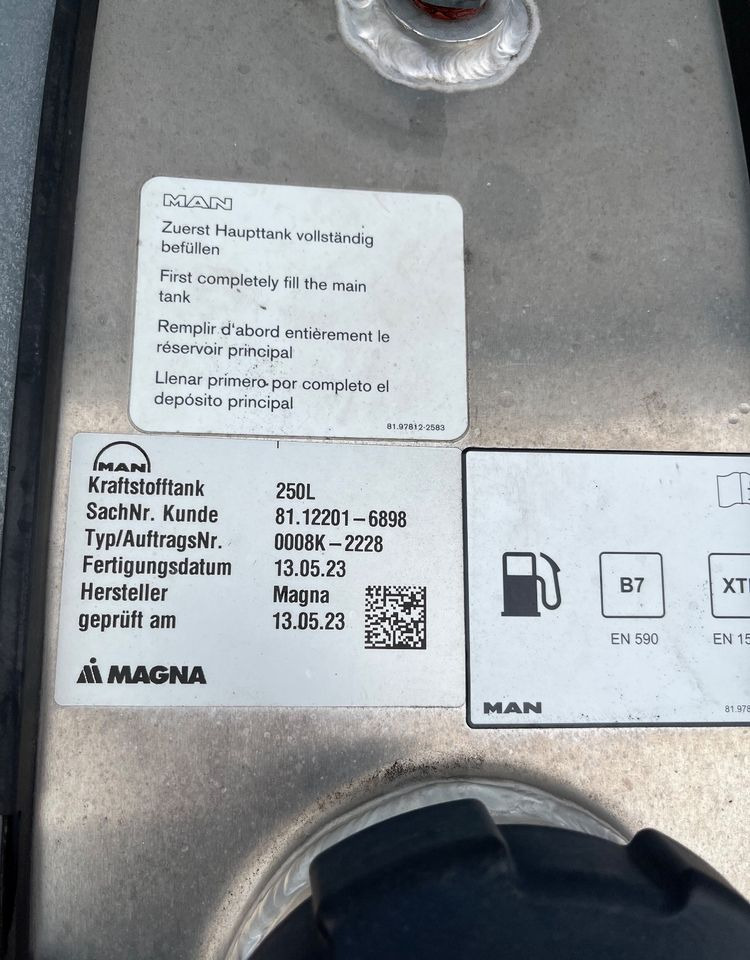 MAN
Zuerst Haupttank vollständig
befüllen
First completely fill the main
tank
Remplir d'abord entièrement le
réservoir principal
Llenar primero por completo el
depósito principal
81.97812-2583
MAN
Kraftstofftank 250L
SachNr. Kunde 81.12201-6898
Typ/AuftragsNr. 0008K-2228
Fertigungsdatum 13.05.23
Hersteller Magna
geprüft am 13.05.23
MAGNA
B7
EN 590
EN
MAN